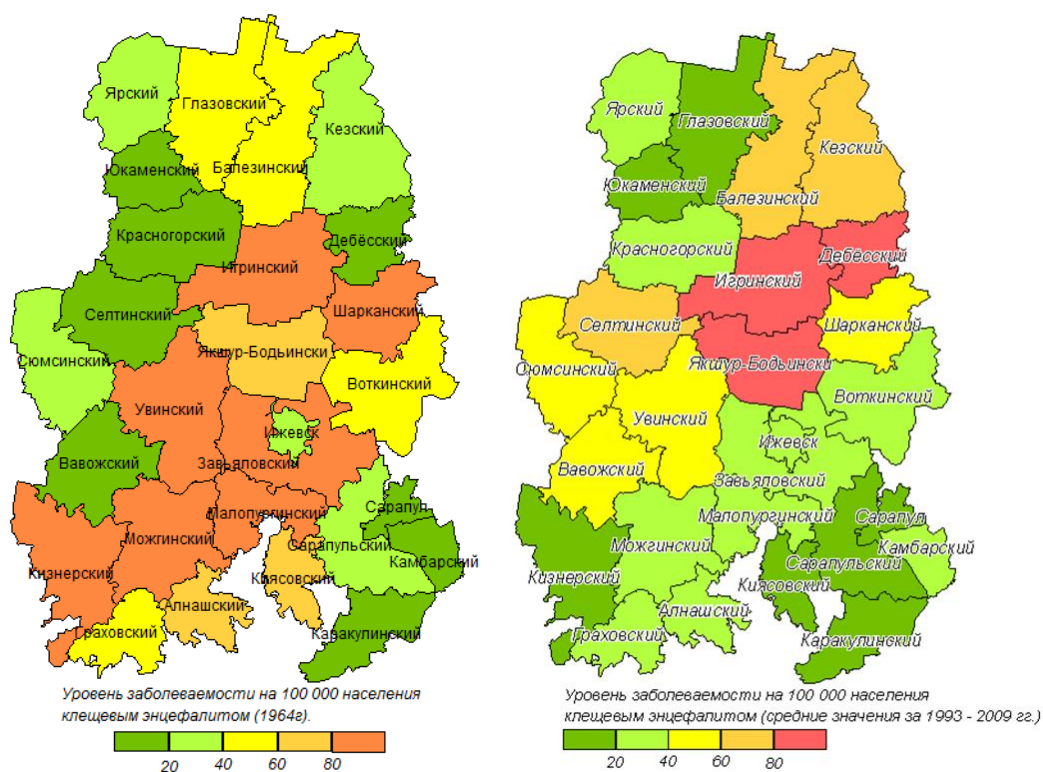 Ярский
Глазовский
Кезский
Юкаменский
Балезинский
Красногорский
Дебёсский
Игринский
Шарканский
Селтинский
Сюмсинский
Якшур-Бодьински
Воткинский
Увинский
Ижевск
Вавожский
Завьяловский
Малопургинский
Сарапул
Можгинский
Сарапульский
Камбарский
Кизнерский
Киясовский
Алнашский
Граховский
Каракулинский
Уровень заболеваемости на 100 000 населения
клещевым энцефалитом (1964г).
20 40 60 80
Ярский
Глазовский
Кезский
Юкаменский
Балезинский
Красногорский
Дебёсский
Игринский
Селтинский
Шарканский
Сюмсинский
Якшур-Бодьински
Воткинский
Увинский
Ижевск
Вавожский
Завьяловский
Малопургинский
Сарапул
Можгинский
Камбарский
Сарапульский
Кизнерский
Киясовский
Алнашский
Граховский
Каракулинский
Уровень заболеваемости на 100 000 населения
клещевым энцефалитом (средние значения за 1993 - 2009 гг.)
20 40 60 80